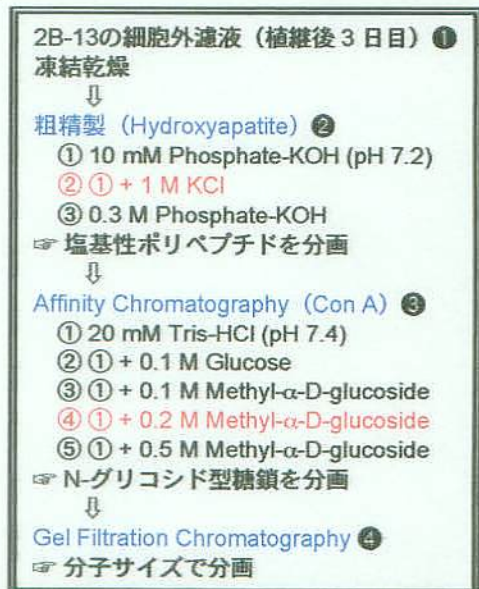 2B-13の細胞外濾液（植継後3日目）❶
凍結乾燥
⇩
粗精製（Hydroxyapatite）❷
① 10 mM Phosphate-KOH (pH 7.2)
② ① + 1 M KCl
③ 0.3 M Phosphate-KOH
☞ 塩基性ポリペプチドを分画
⇩
Affinity Chromatography（Con A）❸
① 20 mM Tris-HCl (pH 7.4)
② ① + 0.1 M Glucose
③ ① + 0.1 M Methyl-α-D-glucoside
④ ① + 0.2 M Methyl-α-D-glucoside
⑤ ① + 0.5 M Methyl-α-D-glucoside
☞ N-グリコシド型糖鎖を分画
⇩
Gel Filtration Chromatography ❹
☞ 分子サイズで分画